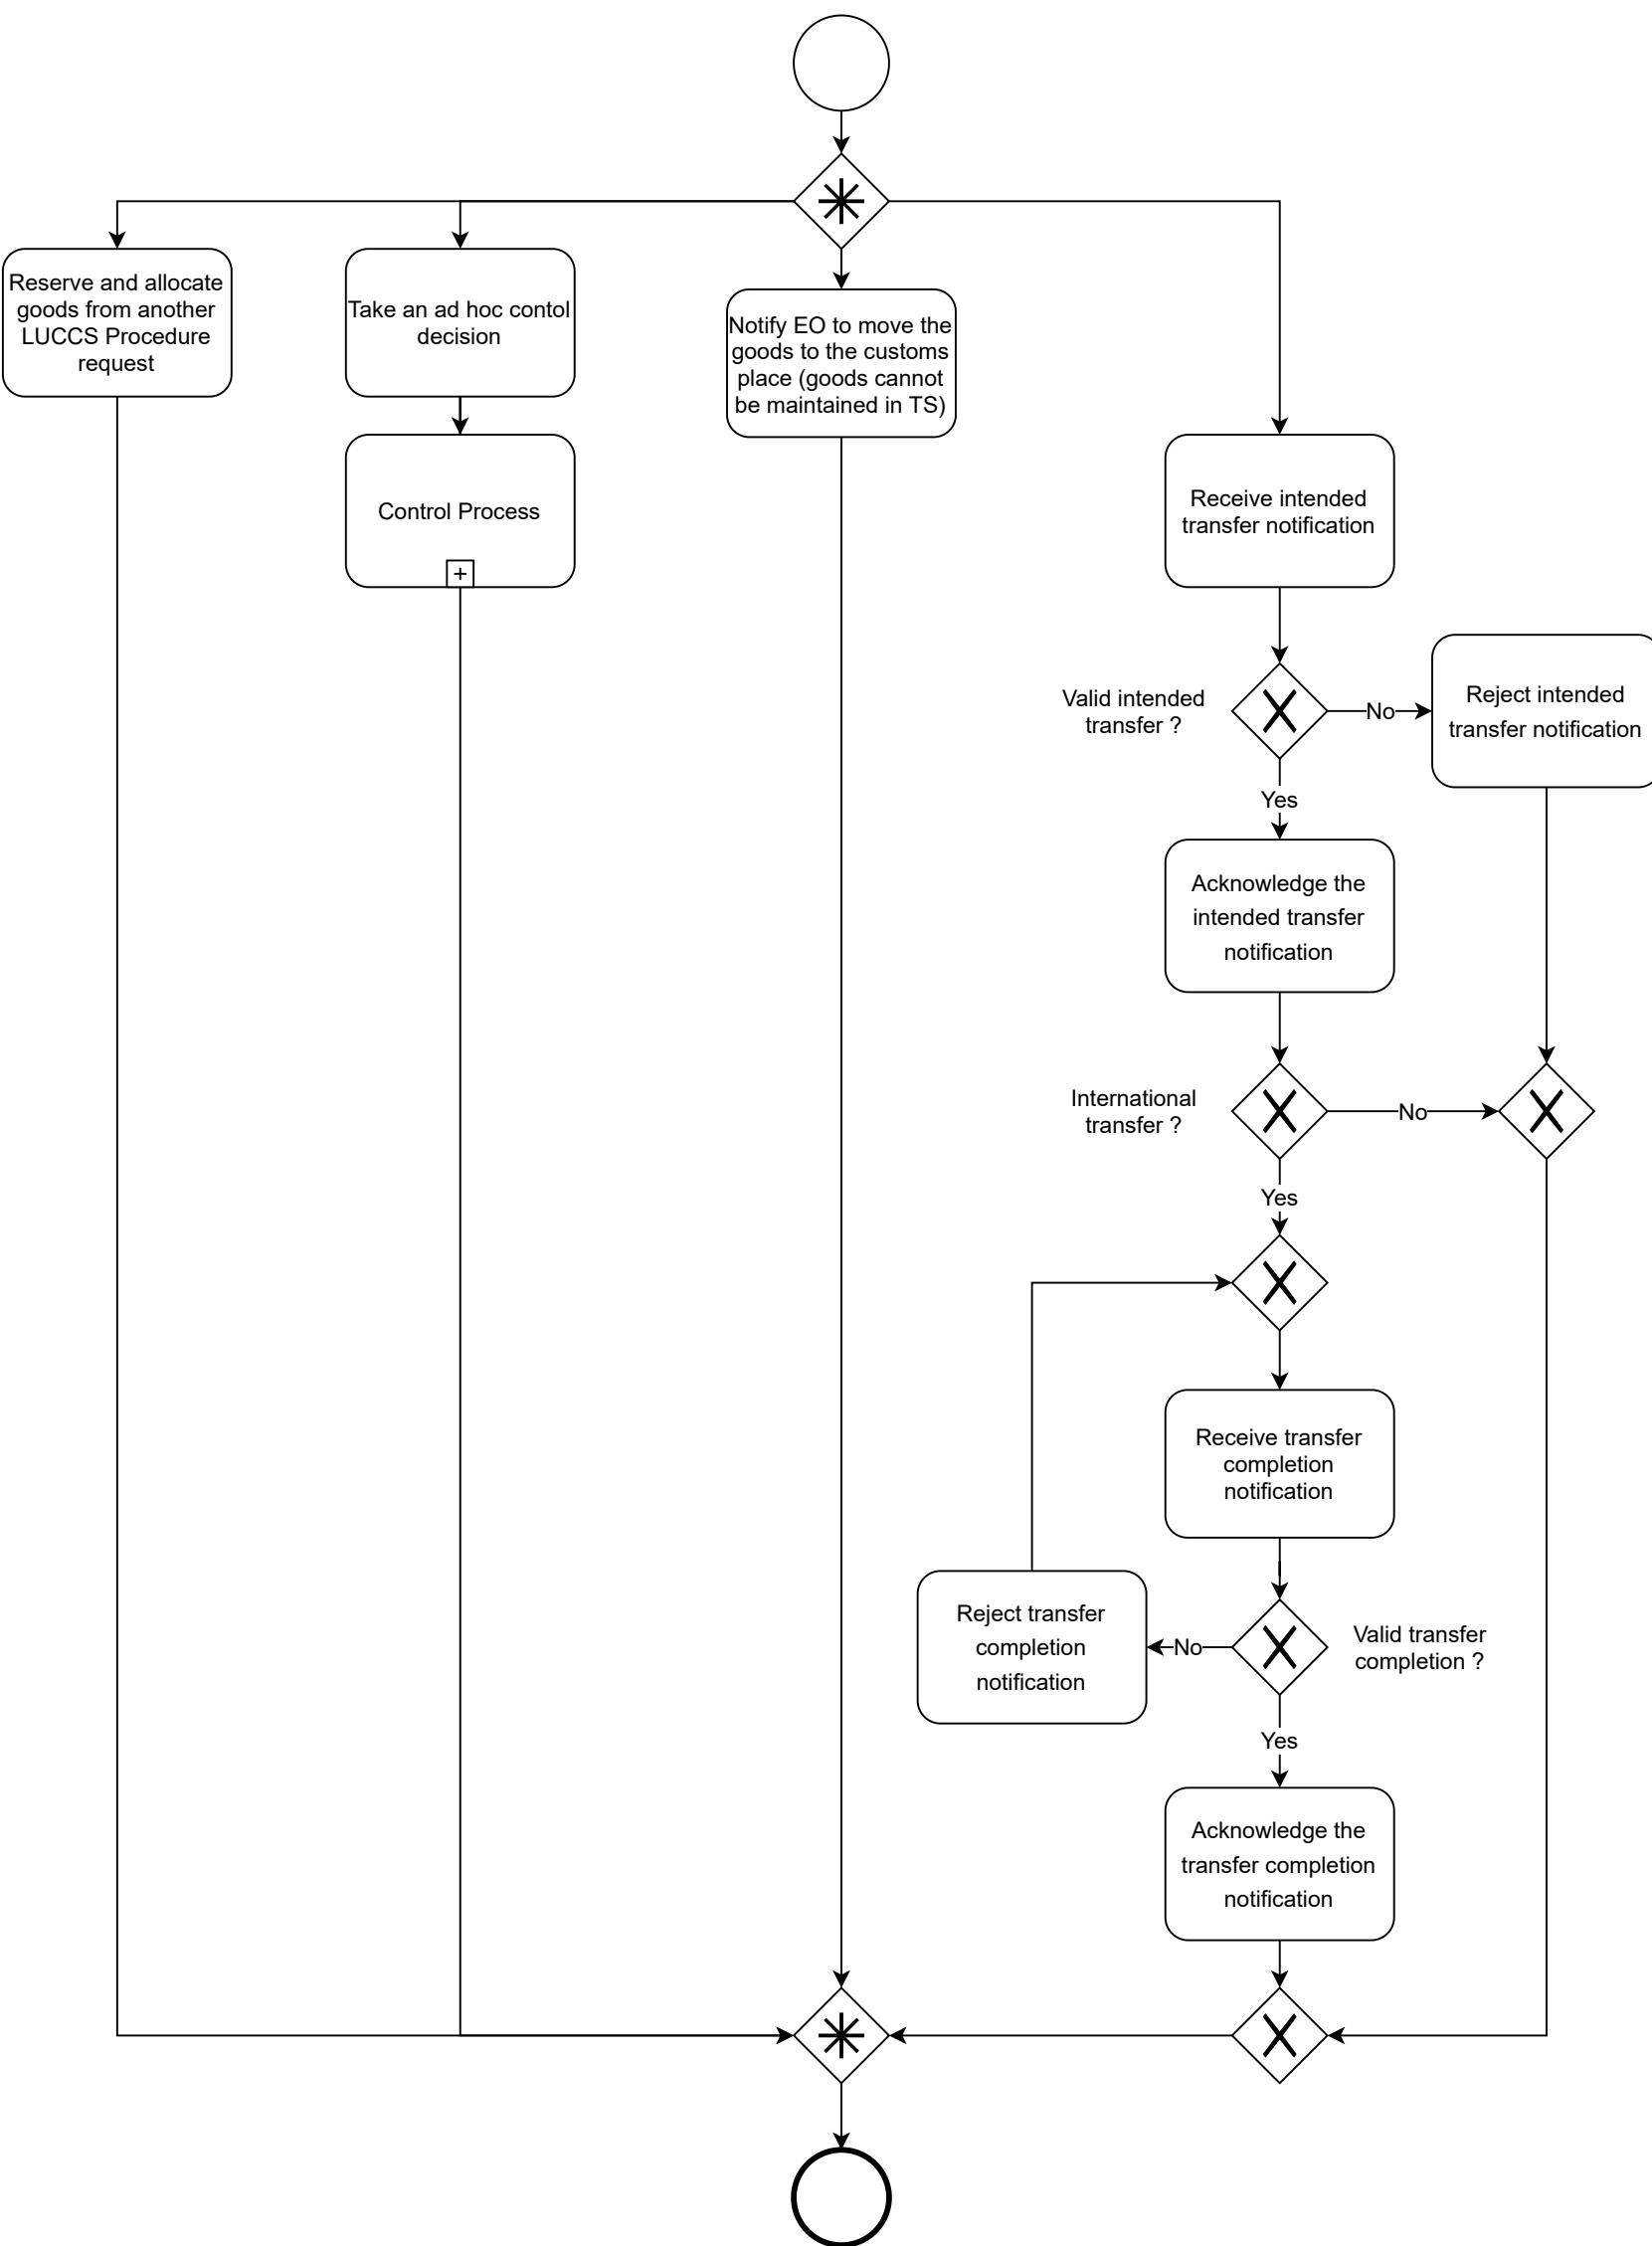 Reserve and allocate
goods from another
LUCCS Procedure
request
Take an ad hoc contol
decision
Notify EO to move the
goods to the customs
place (goods cannot
be maintained in TS)
Control Process
+
Receive intended
transfer notification
Valid intended
transfer ?
No
Reject intended
transfer notification
Yes
Acknowledge the
intended transfer
notification
International
transfer ?
No
Yes
Receive transfer
completion
notification
Reject transfer
completion
notification
No
Valid transfer
completion ?
Yes
Acknowledge the
transfer completion
notification